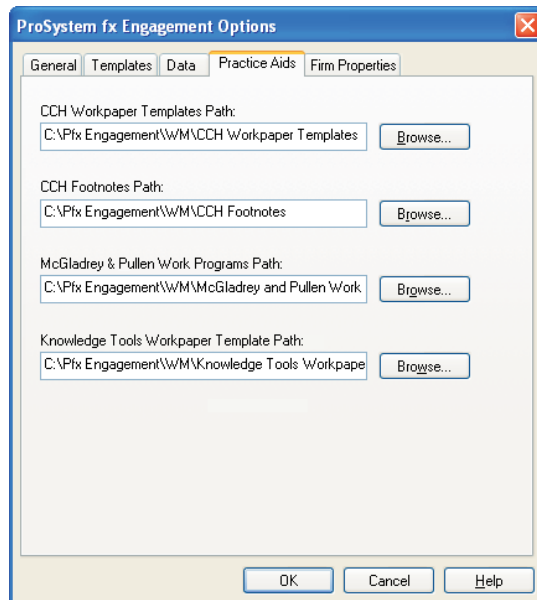 ProSystem fx Engagement Options
General Templates Data Practice Aids Firm Properties
CCH Workpaper Templates Path:
C:\Pfx Engagement\WM\CCH Workpaper Templates Browse...
CCH Footnotes Path:
C:\Pfx Engagement\WM\CCH Footnotes Browse...
McGladrey & Pullen Work Programs Path:
C:\Pfx Engagement\WM\McGladrey and Pullen Work Browse...
Knowledge Tools Workpaper Template Path:
C:\Pfx Engagement\WM\Knowledge Tools Workpape Browse...
OK Cancel Help